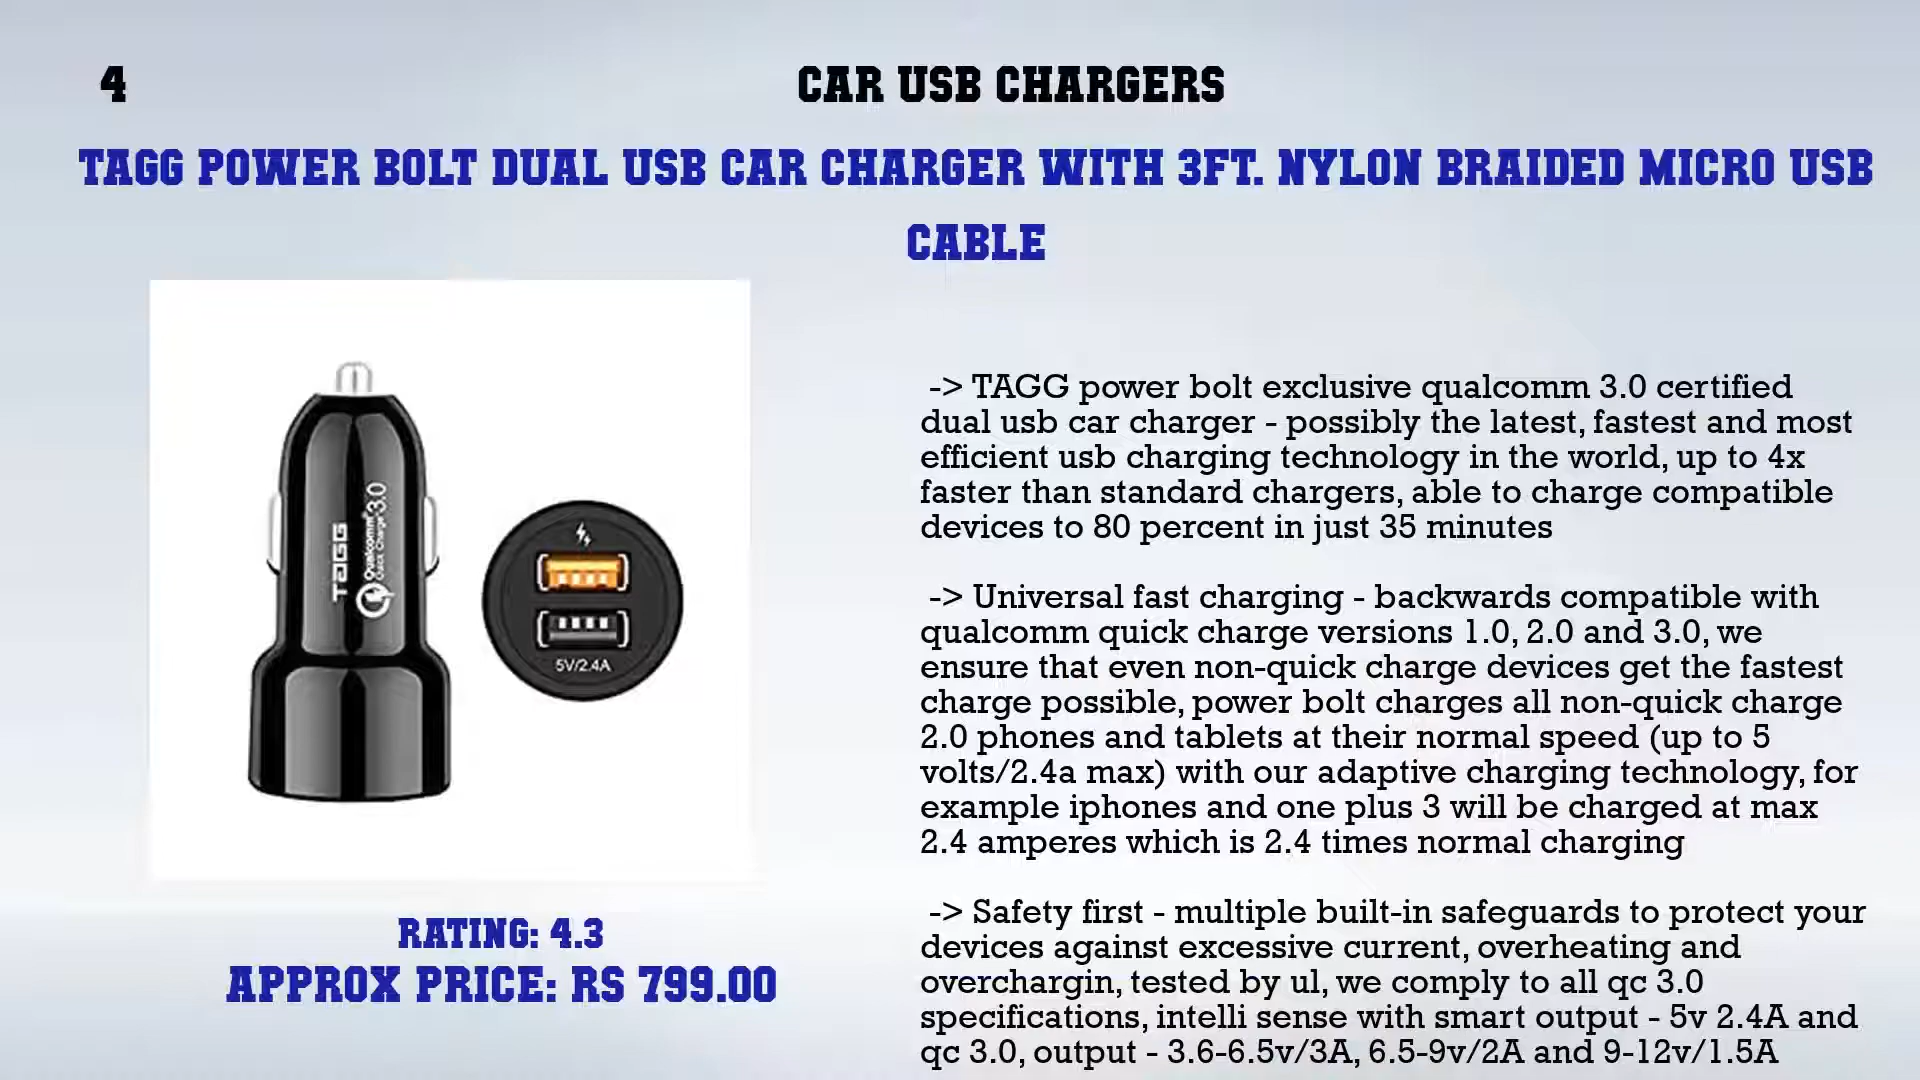 4
CAR USB CHARGERS
TAGG POWER BOLT DUAL USB CAR CHARGER WITH 3FT. NYLON BRAIDED MICRO USB
CABLE
TAGG
Qualcomm
Quick Charge 3.0
5V/2.4A
RATING: 4.3
APPROX PRICE: RS 799.00
-> TAGG power bolt exclusive qualcomm 3.0 certified
dual usb car charger - possibly the latest, fastest and most
efficient usb charging technology in the world, up to 4x
faster than standard chargers, able to charge compatible
devices to 80 percent in just 35 minutes
-> Universal fast charging - backwards compatible with
qualcomm quick charge versions 1.0, 2.0 and 3.0, we
ensure that even non-quick charge devices get the fastest
charge possible, power bolt charges all non-quick charge
2.0 phones and tablets at their normal speed (up to 5
volts/2.4a max) with our adaptive charging technology, for
example iphones and one plus 3 will be charged at max
2.4 amperes which is 2.4 times normal charging
-> Safety first - multiple built-in safeguards to protect your
devices against excessive current, overheating and
overchargin, tested by ul, we comply to all qc 3.0
specifications, intelli sense with smart output - 5v 2.4A and
qc 3.0, output - 3.6-6.5v/3A, 6.5-9v/2A and 9-12v/1.5A